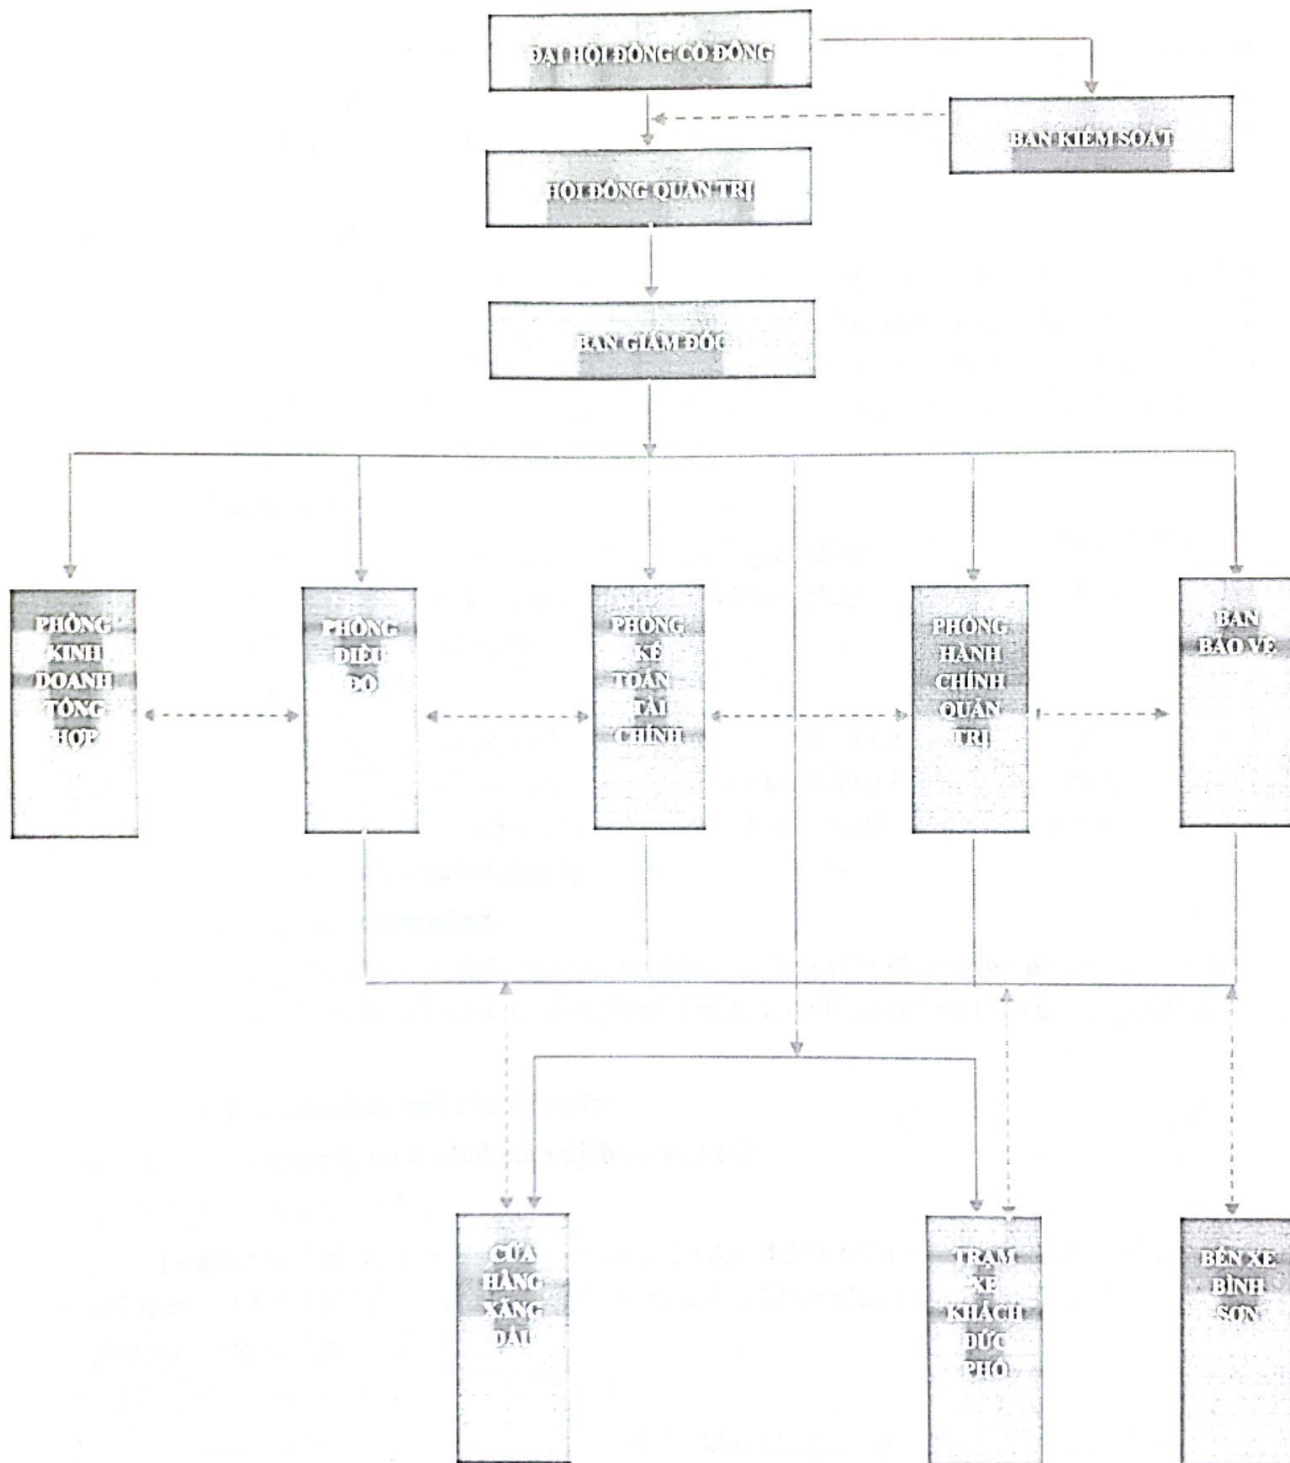 ĐẠI HỘI ĐỒNG CỔ ĐÔNG
BAN KIỂM SOÁT
HỘI ĐỒNG QUẢN TRỊ
BAN GIÁM ĐỐC
PHÒNG
KINH
DOANH
TỔNG
HỢP
PHÒNG
ĐIỀU
ĐỘ
PHÒNG
KẾ
TOÁN
TÀI
CHÍNH
PHÒNG
HÀNH
CHÍNH
QUẢN
TRỊ
BAN
BẢO VỆ
CỬA
HÀNG
XĂNG
DẦU
TRẠM
XE
KHÁCH
ĐỨC
PHỔ
BẾN XE
BÌNH
SƠN